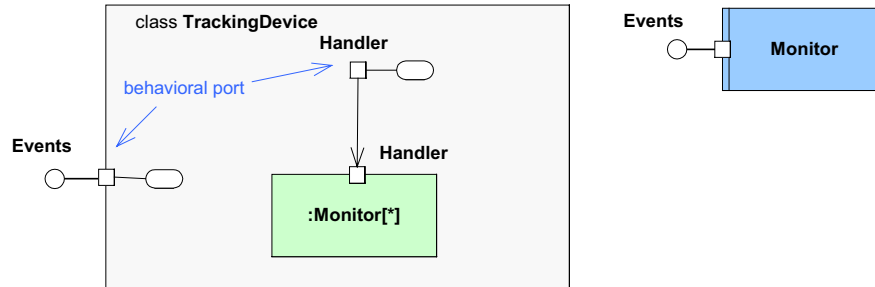 class TrackingDevice
Handler
behavioral port
Events
Handler
:Monitor[*]
Events
Monitor